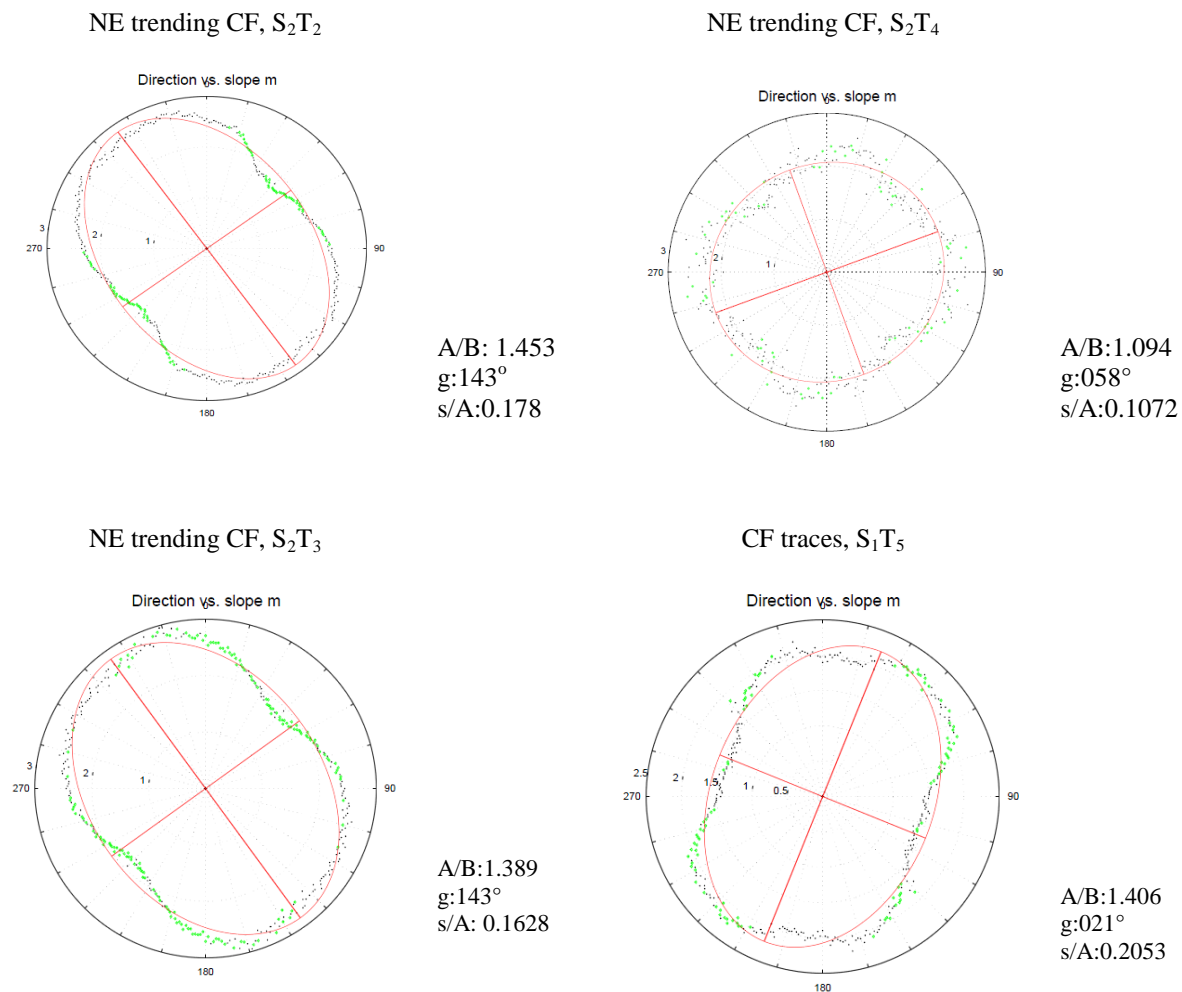 NE trending CF, S₂T₂
Direction vs. slope m
0
3
2
1
270
90
180
A/B: 1.453
g:143°
s/A:0.178
NE trending CF, S₂T₄
Direction vs. slope m
0
3
2
1
270
90
180
A/B:1.094
g:058°
s/A:0.1072
NE trending CF, S₂T₃
Direction vs. slope m
0
3
2
1
270
90
180
A/B:1.389
g:143°
s/A: 0.1628
CF traces, S₁T₅
Direction vs. slope m
0
2.5
2
1.5
1
0.5
270
90
180
A/B:1.406
g:021°
s/A:0.2053